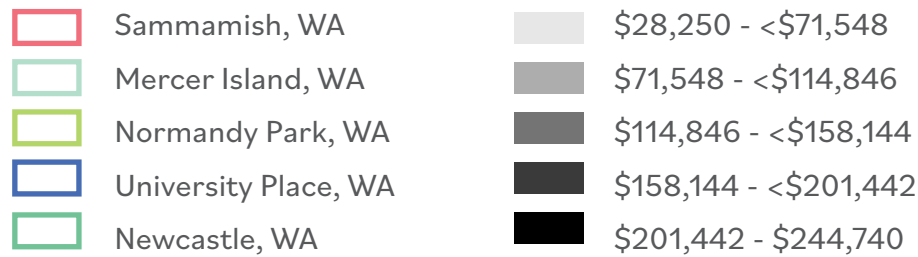 Sammamish, WA
Mercer Island, WA
Normandy Park, WA
University Place, WA
Newcastle, WA
$28,250 - <$71,548
$71,548 - <$114,846
$114,846 - <$158,144
$158,144 - <$201,442
$201,442 - $244,740